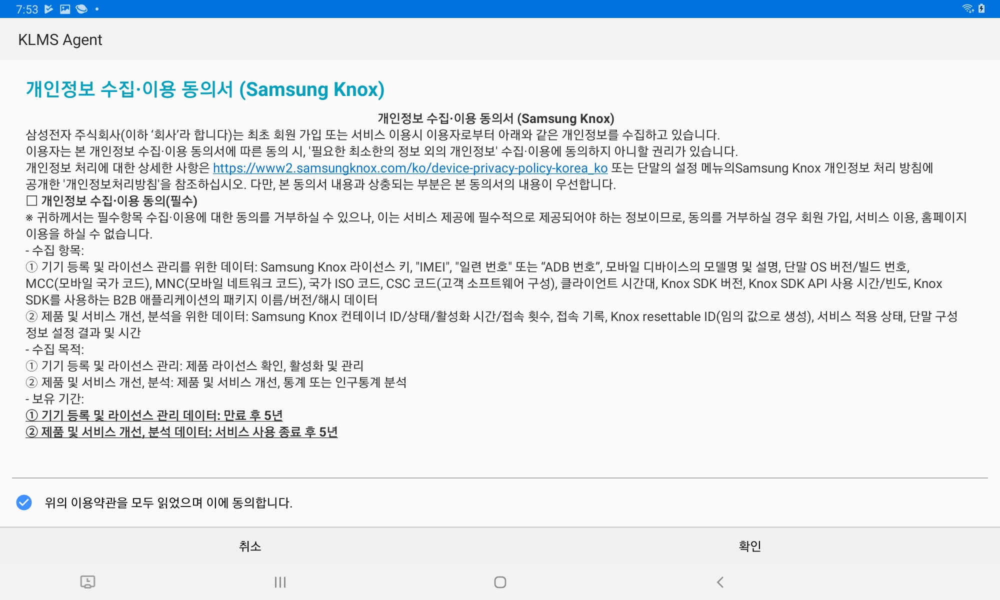 7:53
KLMS Agent
개인정보 수집·이용 동의서 (Samsung Knox)
개인정보 수집·이용 동의서 (Samsung Knox)
삼성전자 주식회사(이하 ‘회사’라 합니다)는 최초 회원 가입 또는 서비스 이용시 이용자로부터 아래와 같은 개인정보를 수집하고 있습니다.
이용자는 본 개인정보 수집·이용 동의서에 따른 동의 시, '필요한 최소한의 정보 외의 개인정보' 수집·이용에 동의하지 아니할 권리가 있습니다.
개인정보 처리에 대한 상세한 사항은 https://www2.samsungknox.com/ko/device-privacy-policy-korea_ko 또는 단말의 설정 메뉴의Samsung Knox 개인정보 처리 방침에
공개한 '개인정보처리방침'을 참조하십시오. 다만, 본 동의서 내용과 상충되는 부분은 본 동의서의 내용이 우선합니다.
□ 개인정보 수집·이용 동의(필수)
※ 귀하께서는 필수항목 수집·이용에 대한 동의를 거부하실 수 있으나, 이는 서비스 제공에 필수적으로 제공되어야 하는 정보이므로, 동의를 거부하실 경우 회원 가입, 서비스 이용, 홈페이지
이용을 하실 수 없습니다.
- 수집 항목:
① 기기 등록 및 라이선스 관리를 위한 데이터: Samsung Knox 라이선스 키, "IMEI", "일련 번호" 또는 “ADB 번호”, 모바일 디바이스의 모델명 및 설명, 단말 OS 버전/빌드 번호,
MCC(모바일 국가 코드), MNC(모바일 네트워크 코드), 국가 ISO 코드, CSC 코드(고객 소프트웨어 구성), 클라이언트 시간대, Knox SDK 버전, Knox SDK API 사용 시간/빈도, Knox
SDK를 사용하는 B2B 애플리케이션의 패키지 이름/버전/해시 데이터
② 제품 및 서비스 개선, 분석을 위한 데이터: Samsung Knox 컨테이너 ID/상태/활성화 시간/접속 횟수, 접속 기록, Knox resettable ID(임의 값으로 생성), 서비스 적용 상태, 단말 구성
정보 설정 결과 및 시간
- 수집 목적:
① 기기 등록 및 라이선스 관리: 제품 라이선스 확인, 활성화 및 관리
② 제품 및 서비스 개선, 분석: 제품 및 서비스 개선, 통계 또는 인구통계 분석
- 보유 기간:
① 기기 등록 및 라이선스 관리 데이터: 만료 후 5년
② 제품 및 서비스 개선, 분석 데이터: 서비스 사용 종료 후 5년
위의 이용약관을 모두 읽었으며 이에 동의합니다.
취소
확인